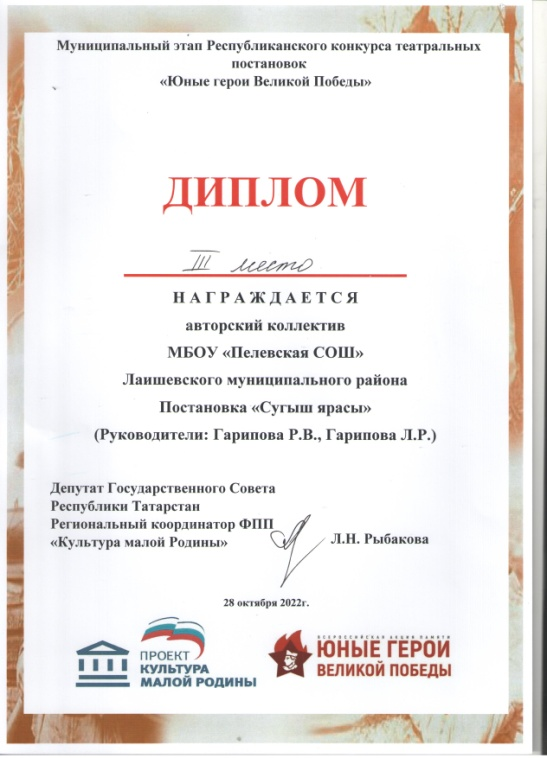 Муниципальный этап Республиканского конкурса театральных
постановок
«Юные герои Великой Победы»
ДИПЛОМ
III место
Н А Г Р А Ж Д А Е Т С Я
авторский коллектив
МБОУ «Пелевская СОШ»
Лаишевского муниципального района
Постановка «Сугыш ярасы»
(Руководители: Гарипова Р.В., Гарипова Л.Р.)
Депутат Государственного Совета
Республики Татарстан
Региональный координатор ФПП
«Культура малой Родины»
Л.Н. Рыбакова
28 октября 2022г.
ПРОЕКТ
КУЛЬТУРА
МАЛОЙ РОДИНЫ
ВСЕРОССИЙСКАЯ АКЦИЯ ПАМЯТИ
ЮНЫЕ ГЕРОИ
ВЕЛИКОЙ ПОБЕДЫ